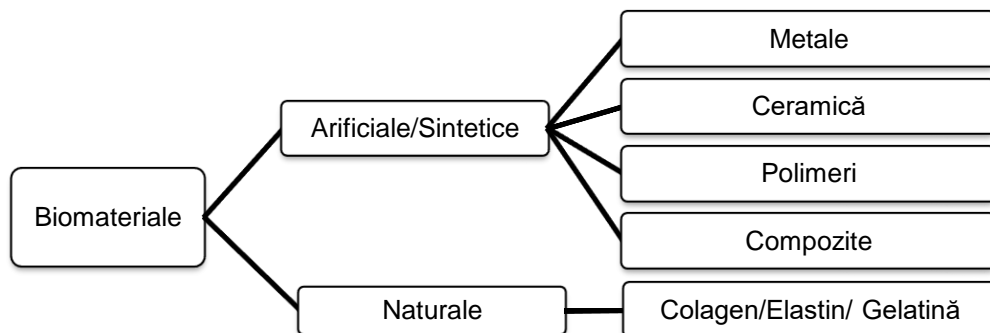 Metale
Ceramică
Arificiale/Sintetice
Polimeri
Biomateriale
Compozite
Naturale
Colagen/Elastin/ Gelatină